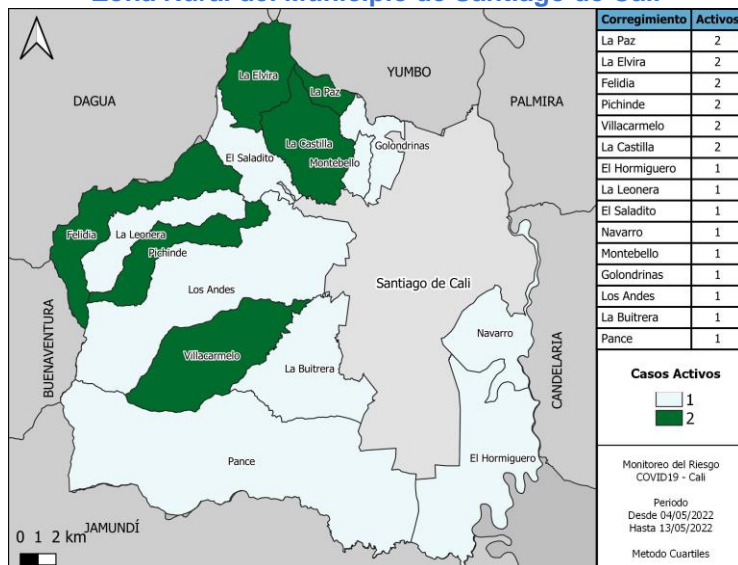 Zona Rural del Municipio de Santiago de Cali
Corregimiento Activos
La Paz 2
La Elvira 2
Felidia 2
Pichinde 2
Villacarmelo 2
La Castilla 2
El Hormiguero 1
La Leonera 1
El Saladito 1
Navarro 1
Montebello 1
Golondrinas 1
Los Andes 1
La Buitrera 1
Pance 1
Casos Activos
1
2
Monitoreo del Riesgo
COVID19 - Cali
Periodo
Desde 04/05/2022
Hasta 13/05/2022
Metodo Cuartiles
DAGUA
YUMBO
PALMIRA
La Elvira
La Paz
La Castilla
Golondrinas
El Saladito
Montebello
Felidia
La Leonera
Pichinde
Los Andes
Santiago de Cali
BUENAVENTURA
Villacarmelo
La Buitrera
Navarro
CANDELARIA
Pance
El Hormiguero
JAMUNDÍ
0 1 2 km